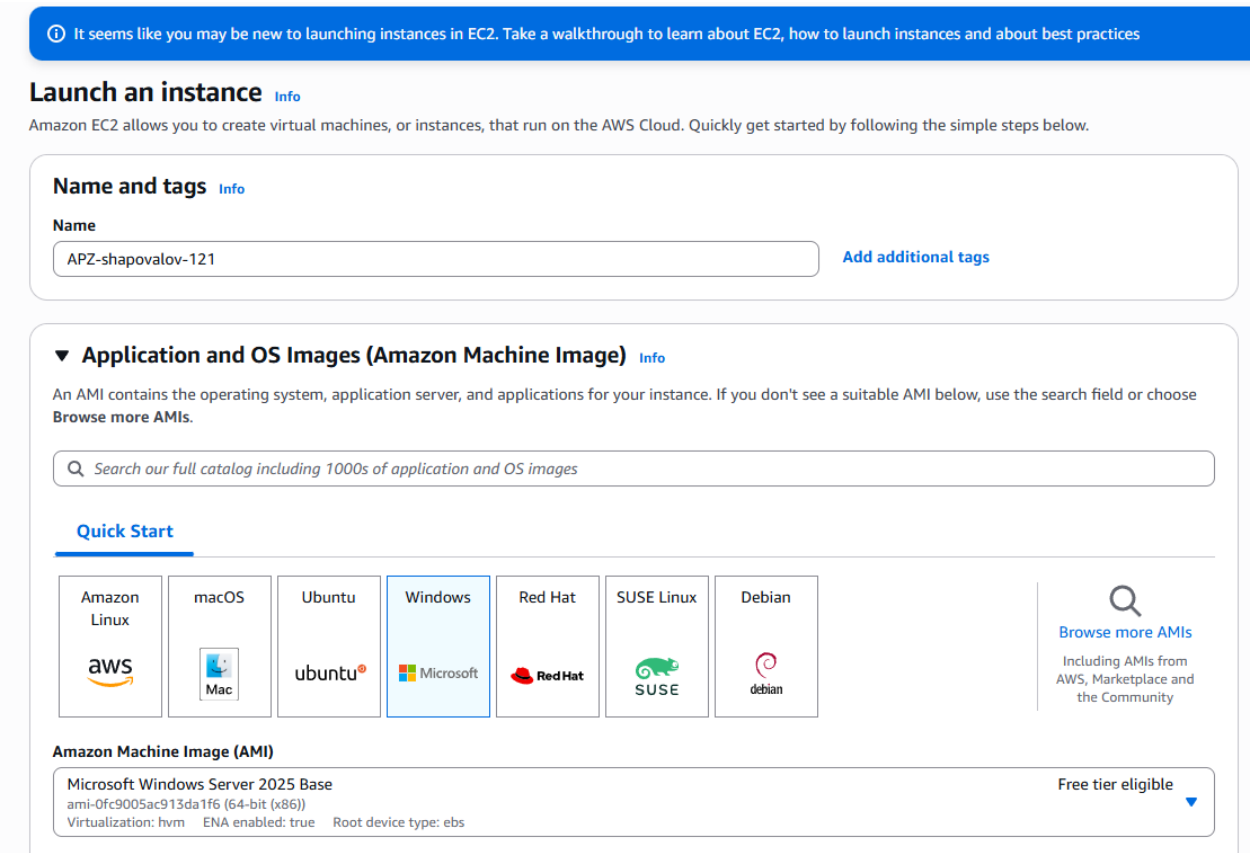 It seems like you may be new to launching instances in EC2. Take a walkthrough to learn about EC2, how to launch instances and about best practices
Launch an instance Info
Amazon EC2 allows you to create virtual machines, or instances, that run on the AWS Cloud. Quickly get started by following the simple steps below.
Name and tags Info
Name
APZ-shapovalov-121
Add additional tags
Application and OS Images (Amazon Machine Image) Info
An AMI contains the operating system, application server, and applications for your instance. If you don't see a suitable AMI below, use the search field or choose
Browse more AMIs.
Search our full catalog including 1000s of application and OS images
Quick Start
Amazon
Linux
aws
macOS
Mac
Ubuntu
ubuntu
Windows
Microsoft
Red Hat
Red Hat
SUSE Linux
SUSE
Debian
debian
Browse more AMIs
Including AMIs from
AWS, Marketplace and
the Community
Amazon Machine Image (AMI)
Microsoft Windows Server 2025 Base
Free tier eligible
ami-0fc9005ac913da1f6 (64-bit (x86))
Virtualization: hvm ENA enabled: true Root device type: ebs